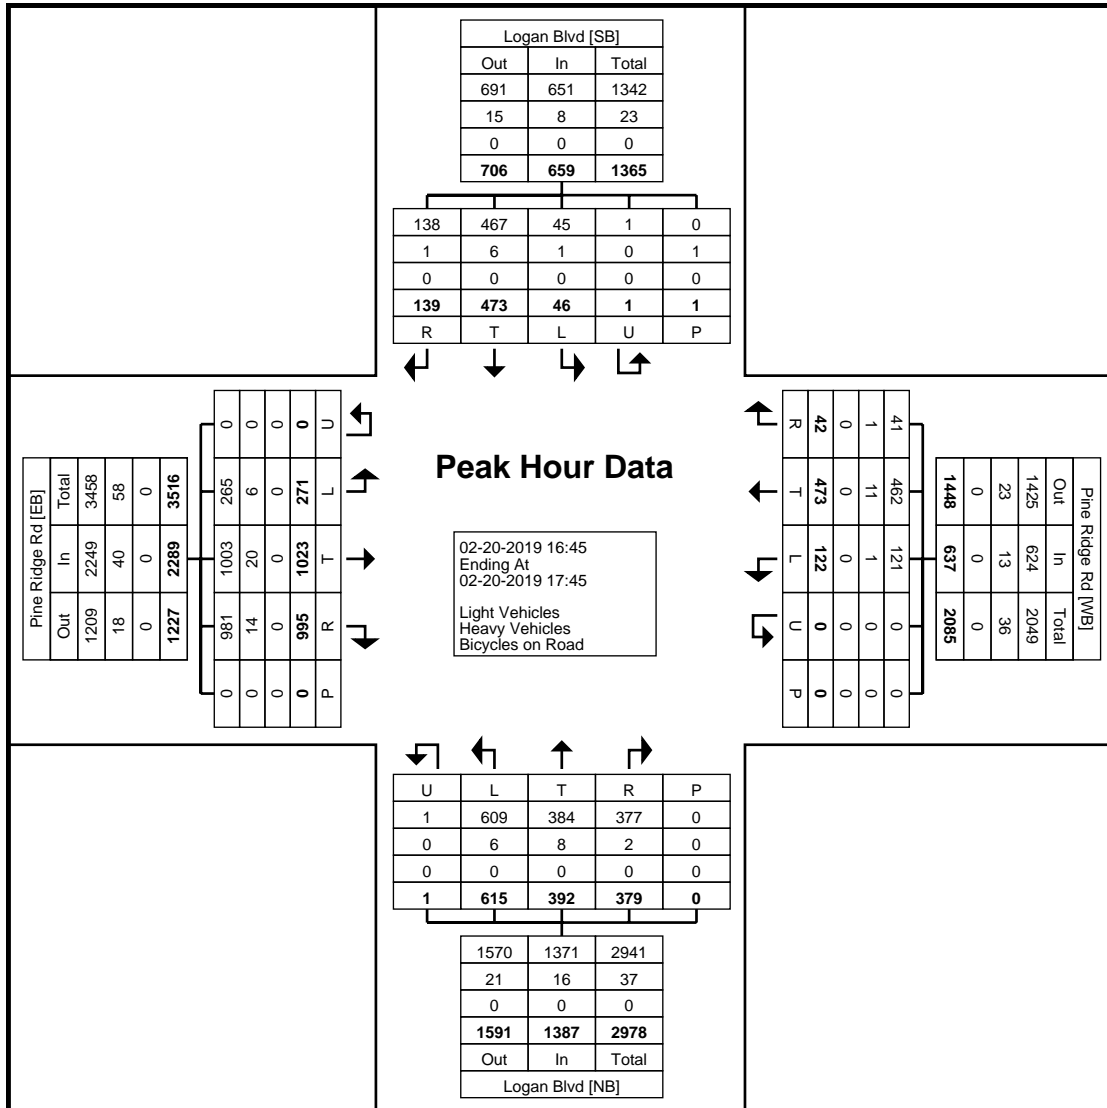 Logan Blvd [SB]
Out In Total
691 651 1342
15 8 23
0 0 0
706 659 1365
138 467 45 1 0
1 6 1 0 1
0 0 0 0 0
139 473 46 1 1
R T L U P
Pine Ridge Rd [EB]
Total In Out
3458 2249 1209
58 40 18
0 0 0
3516 2289 1227
0 265 1003 981 0
0 6 20 14 0
0 0 0 0 0
0 271 1023 995 0
U L T R P
Peak Hour Data
02-20-2019 16:45
Ending At
02-20-2019 17:45
Light Vehicles
Heavy Vehicles
Bicycles on Road
R T L U P
42 473 122 0 0
0 0 0 0 0
1 11 1 0 0
41 462 121 0 0
1448 637 2085
0 0 0
23 13 36
1425 624 2049
Out In Total
Pine Ridge Rd [WB]
U L T R P
1 609 384 377 0
0 6 8 2 0
0 0 0 0 0
1 615 392 379 0
1570 1371 2941
21 16 37
0 0 0
1591 1387 2978
Out In Total
Logan Blvd [NB]